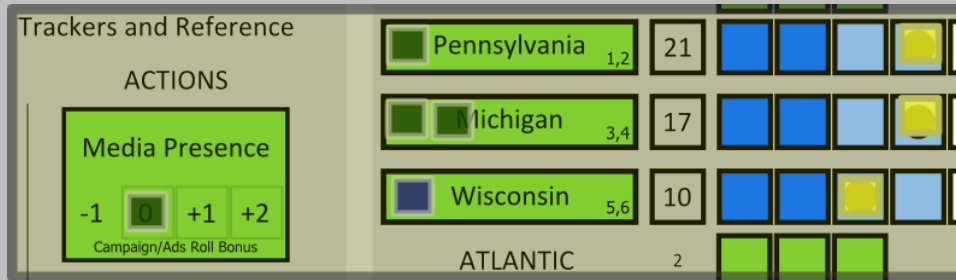 Trackers and Reference
ACTIONS
Media Presence
-1 0 +1 +2
Campaign/Ads Roll Bonus
Pennsylvania 1,2 21
Michigan 3,4 17
Wisconsin 5,6 10
ATLANTIC 2